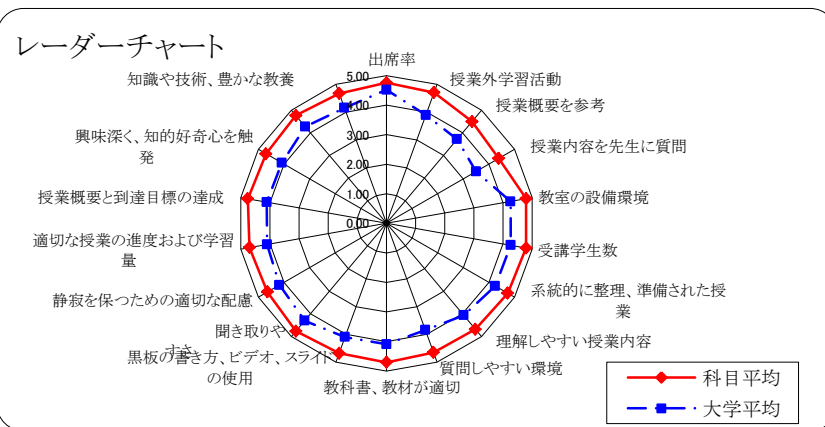 レーダーチャート
出席率
授業外学習活動
授業概要を参考
授業内容を先生に質問
教室の設備環境
受講学生数
系統的に整理、準備された授
業
理解しやすい授業内容
質問しやすい環境
教科書、教材が適切
黒板の書き方、ビデオ、スライド
の使用
聞き取りや
すさ
静寂を保つための適切な配慮
適切な授業の進度および学習
量
授業概要と到達目標の達成
興味深く、知的好奇心を触
発
知識や技術、豊かな教養
5.00
4.00
3.00
2.00
1.00
0.00
科目平均
大学平均